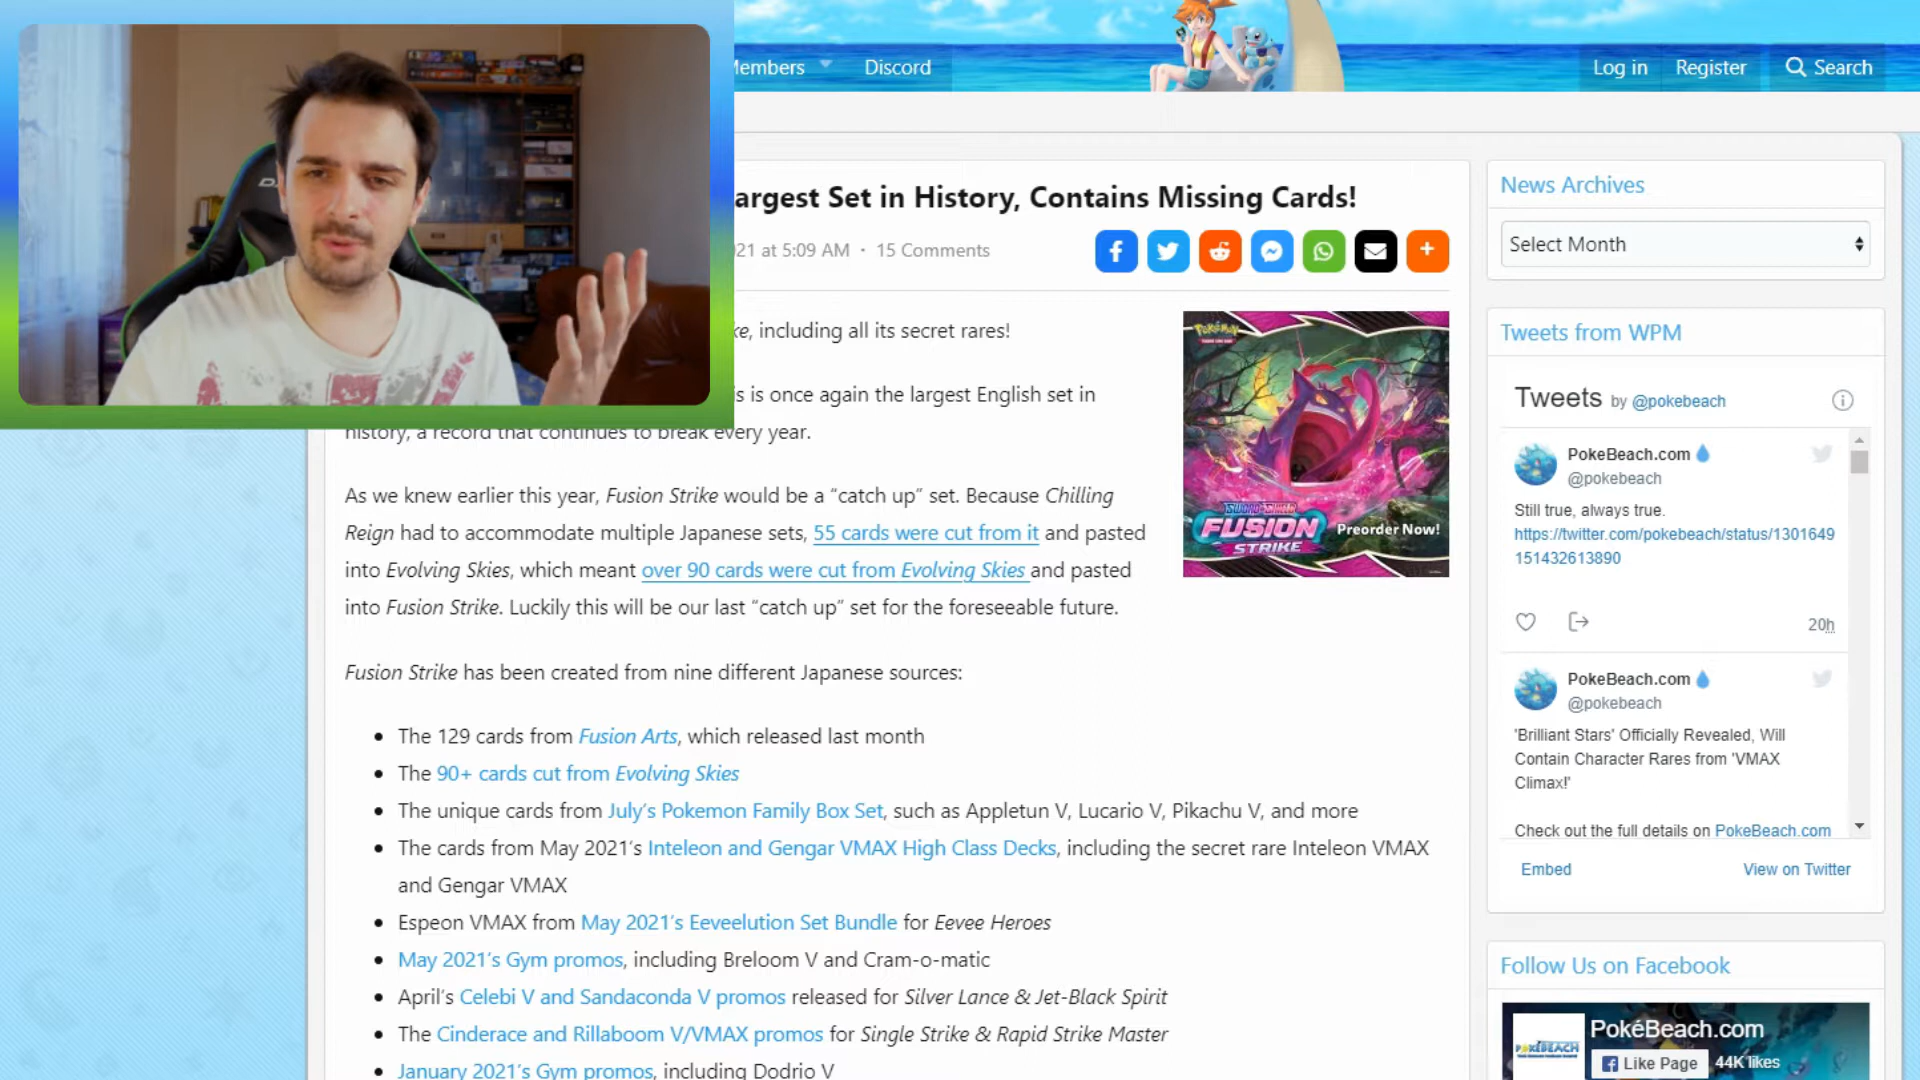 Members
Discord
Log in
Register
Search
argest Set in History, Contains Missing Cards!
21 at 5:09 AM · 15 Comments
ke, including all its secret rares!
s is once again the largest English set in
history, a record that continues to break every year.
As we knew earlier this year, Fusion Strike would be a “catch up” set. Because Chilling
Reign had to accommodate multiple Japanese sets, 55 cards were cut from it and pasted
into Evolving Skies, which meant over 90 cards were cut from Evolving Skies and pasted
into Fusion Strike. Luckily this will be our last “catch up” set for the foreseeable future.
POKÉMON
FUSION
STRIKE
Preorder Now!
Fusion Strike has been created from nine different Japanese sources:
• The 129 cards from Fusion Arts, which released last month
• The 90+ cards cut from Evolving Skies
• The unique cards from July’s Pokemon Family Box Set, such as Appletun V, Lucario V, Pikachu V, and more
• The cards from May 2021’s Inteleon and Gengar VMAX High Class Decks, including the secret rare Inteleon VMAX
and Gengar VMAX
• Espeon VMAX from May 2021’s Eeveelution Set Bundle for Eevee Heroes
• May 2021’s Gym promos, including Breloom V and Cram-o-matic
• April’s Celebi V and Sandaconda V promos released for Silver Lance & Jet-Black Spirit
• The Cinderace and Rillaboom V/VMAX promos for Single Strike & Rapid Strike Master
• January 2021’s Gym promos, including Dodrio V
News Archives
Select Month
Tweets from WPM
Tweets by @pokebeach
PokeBeach.com
@pokebeach
Still true, always true.
https://twitter.com/pokebeach/status/1301649
151432613890
20h
PokeBeach.com
@pokebeach
'Brilliant Stars' Officially Revealed, Will
Contain Character Rares from 'VMAX
Climax!'
Check out the full details on PokeBeach.com
Embed
View on Twitter
Follow Us on Facebook
POKÉBEACH
PokéBeach.com
Like Page
44K likes